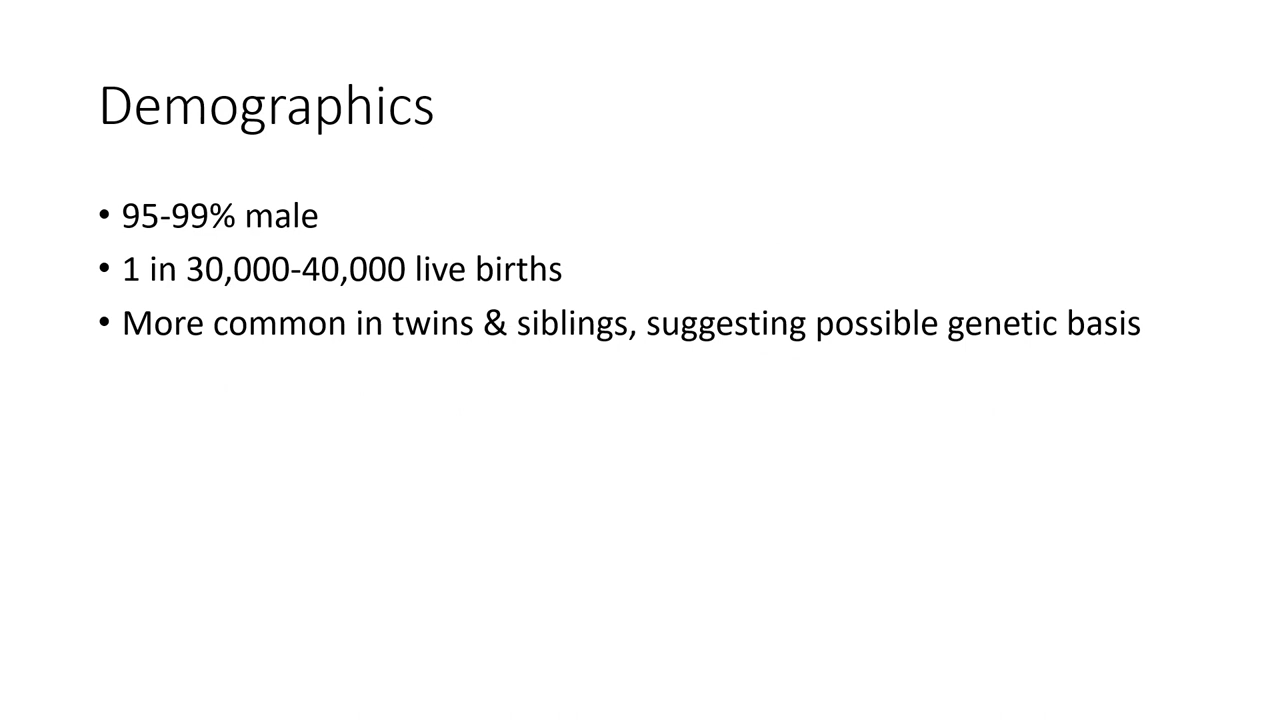 Demographics
• 95-99% male
• 1 in 30,000-40,000 live births
• More common in twins & siblings, suggesting possible genetic basis